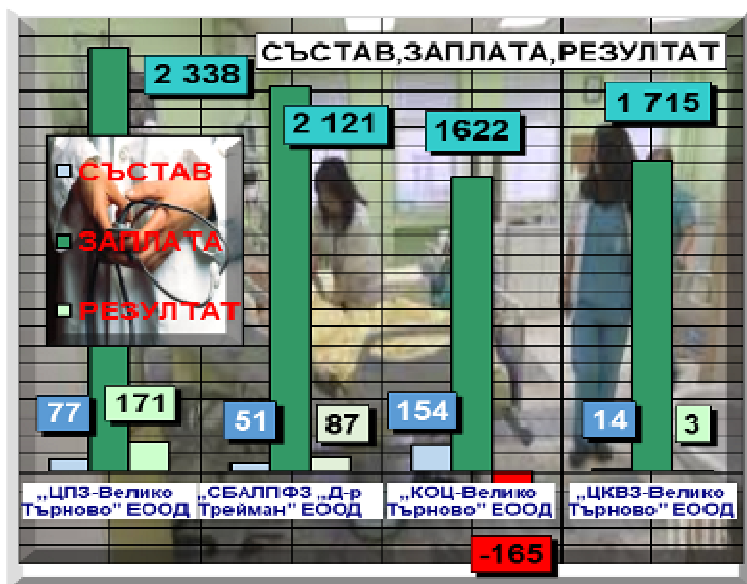 СЪСТАВ,ЗАПЛАТА,РЕЗУЛТАТ
2 338
2 121
1622
1 715
СЪСТАВ
ЗАПЛАТА
РЕЗУЛТАТ
77
171
51
87
154
14
3
„ЦПЗ-Велико
Търново" ЕООД
„СБАЛПФЗ „Д-р
Трейман" ЕООД
„КОЦ-Велико
Търново" ЕООД
„ЦКВЗ-Велико
Търново" ЕООД
-165